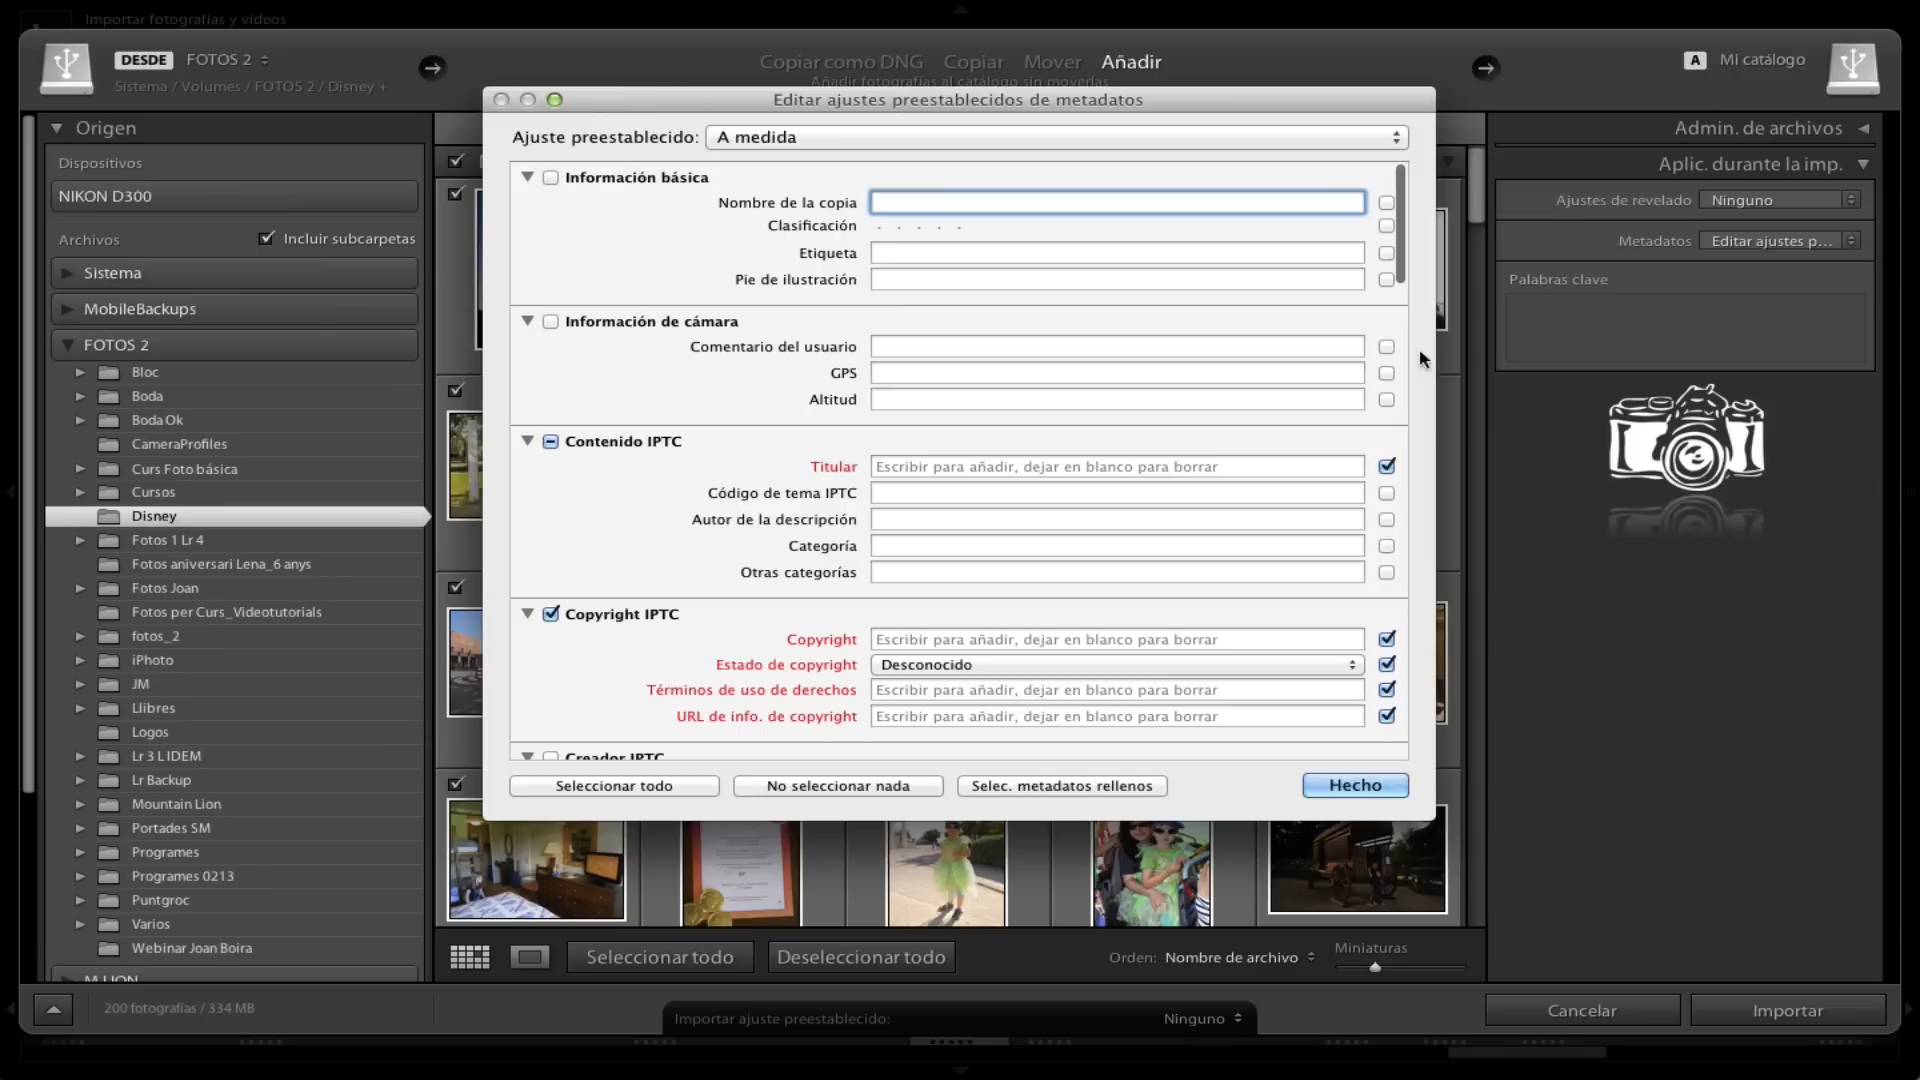 Importar fotografías y vídeos
DESDE FOTOS 2
Sistema / Volumes / FOTOS 2 / Disney +
Copiar como DNG Copiar Mover Añadir
Añadir fotografías al catálogo sin moverlas
A Mi catálogo
Editar ajustes preestablecidos de metadatos
Ajuste preestablecido: A medida
Información básica
Nombre de la copia
Clasificación
Etiqueta
Pie de ilustración
Información de cámara
Comentario del usuario
GPS
Altitud
Contenido IPTC
Titular Escribir para añadir, dejar en blanco para borrar
Código de tema IPTC
Autor de la descripción
Categoría
Otras categorías
Copyright IPTC
Copyright Escribir para añadir, dejar en blanco para borrar
Estado de copyright Desconocido
Términos de uso de derechos Escribir para añadir, dejar en blanco para borrar
URL de info. de copyright Escribir para añadir, dejar en blanco para borrar
Creador IPTC
Seleccionar todo No seleccionar nada Selec. metadatos rellenos Hecho
Origen
Dispositivos
NIKON D300
Archivos Incluir subcarpetas
Sistema
MobileBackups
FOTOS 2
Bloc
Boda
Boda Ok
CameraProfiles
Curs Foto básica
Cursos
Disney
Fotos 1 Lr 4
Fotos aniversari Lena_6 anys
Fotos Joan
Fotos per Curs_Videotutorials
fotos_2
iPhoto
JM
Llibres
Logos
Lr 3 LIDEM
Lr Backup
Mountain Lion
Portades SM
Programes
Programes 0213
Puntgroc
Varios
Webinar Joan Boira
M LION
Admin. de archivos
Aplic. durante la imp.
Ajustes de revelado Ninguno
Metadatos Editar ajustes p...
Palabras clave
Seleccionar todo Deseleccionar todo
Orden: Nombre de archivo
Miniaturas
200 fotografías / 334 MB
Importar ajuste preestablecido: Ninguno
Cancelar Importar